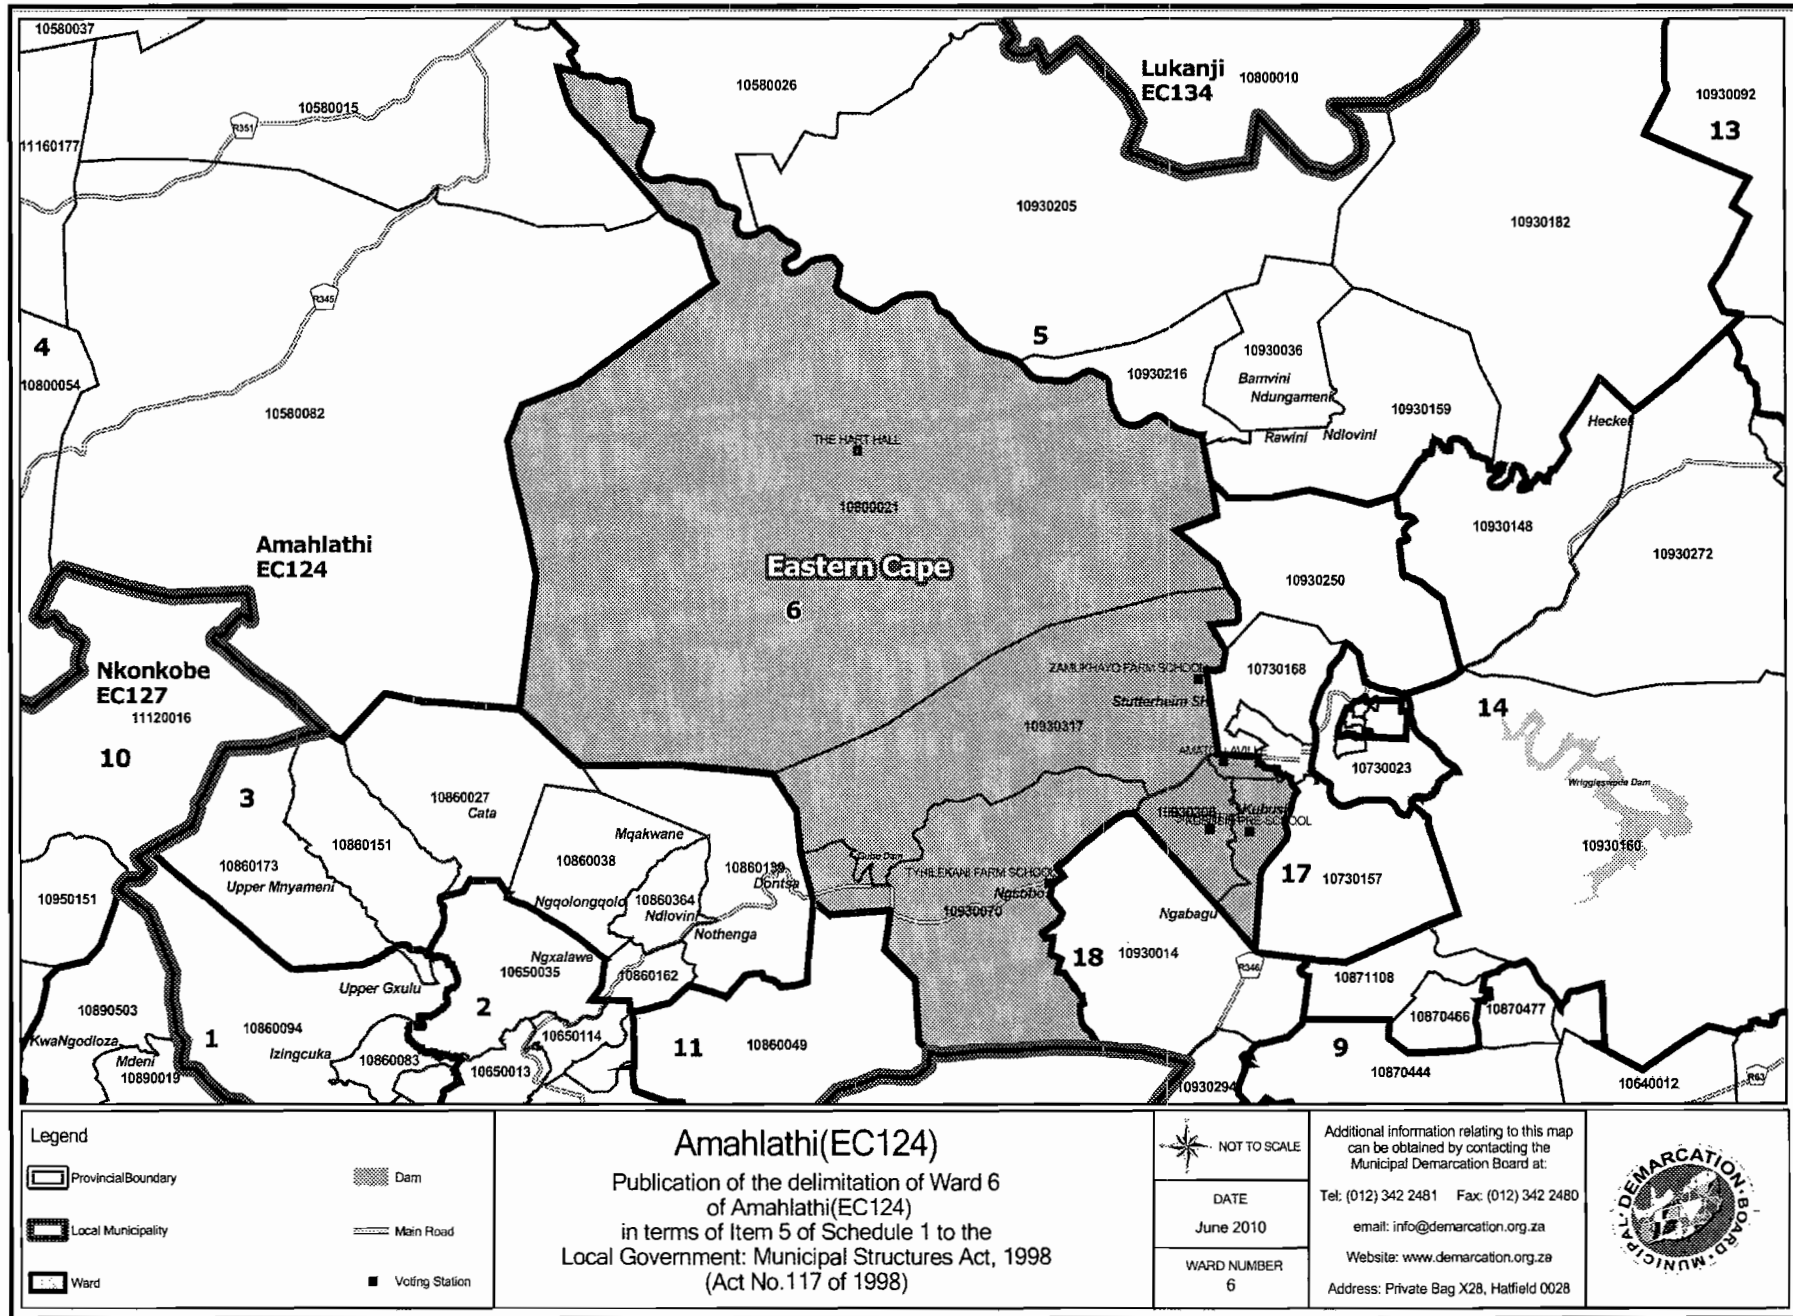 10580037
10580015
R351
11160177
10580026
Lukanji
EC134
10800010
10930092
13
10930205
10930182
R345
4
10800054
10580082
5
10930216
10930036
Bamvini
Ndungameni
10930159
Rawini
Ndlovini
Heckel
THE HART HALL
10800021
Eastern Cape
6
Amahlathi
EC124
10930148
10930272
10930250
Nkonkobe
EC127
11120016
10
ZAMUKHAYO FARM SCHOOL
Stutterheim SH
10930317
10730168
14
10730023
Wriggleswade Dam
10930160
3
10860027
Cata
10860151
10860173
Upper Mnyameni
Mqakwane
10860038
10860139
Dontsa
Ngqolongqolo
10860364
Ndlovini
Nothenga
TYHILEKANI FARM SCHOOL
Ngqobo
10930070
Kubusi
17
10730157
Ngabagu
10950151
Ngxalawe
10650035
10860162
18
10930014
R346
10871108
10870466
10870477
Upper Gxulu
2
10890503
KwaNgodloza
Mdeni
10890019
1
10860094
Izingcuka
10860083
10650114
10650013
11
10860049
9
10870444
10930294
10640012
R63
Legend
ProvincialBoundary
Dam
Local Municipality
Main Road
Ward
Voting Station
Amahlathi(EC124)
Publication of the delimitation of Ward 6
of Amahlathi(EC124)
in terms of Item 5 of Schedule 1 to the
Local Government: Municipal Structures Act, 1998
(Act No.117 of 1998)
NOT TO SCALE
DATE
June 2010
WARD NUMBER
6
Additional information relating to this map
can be obtained by contacting the
Municipal Demarcation Board at:
Tel: (012) 342 2481 Fax: (012) 342 2480
email: info@demarcation.org.za
Website: www.demarcation.org.za
Address: Private Bag X28, Hatfield 0028
MUNICIPAL DEMARCATION BOARD